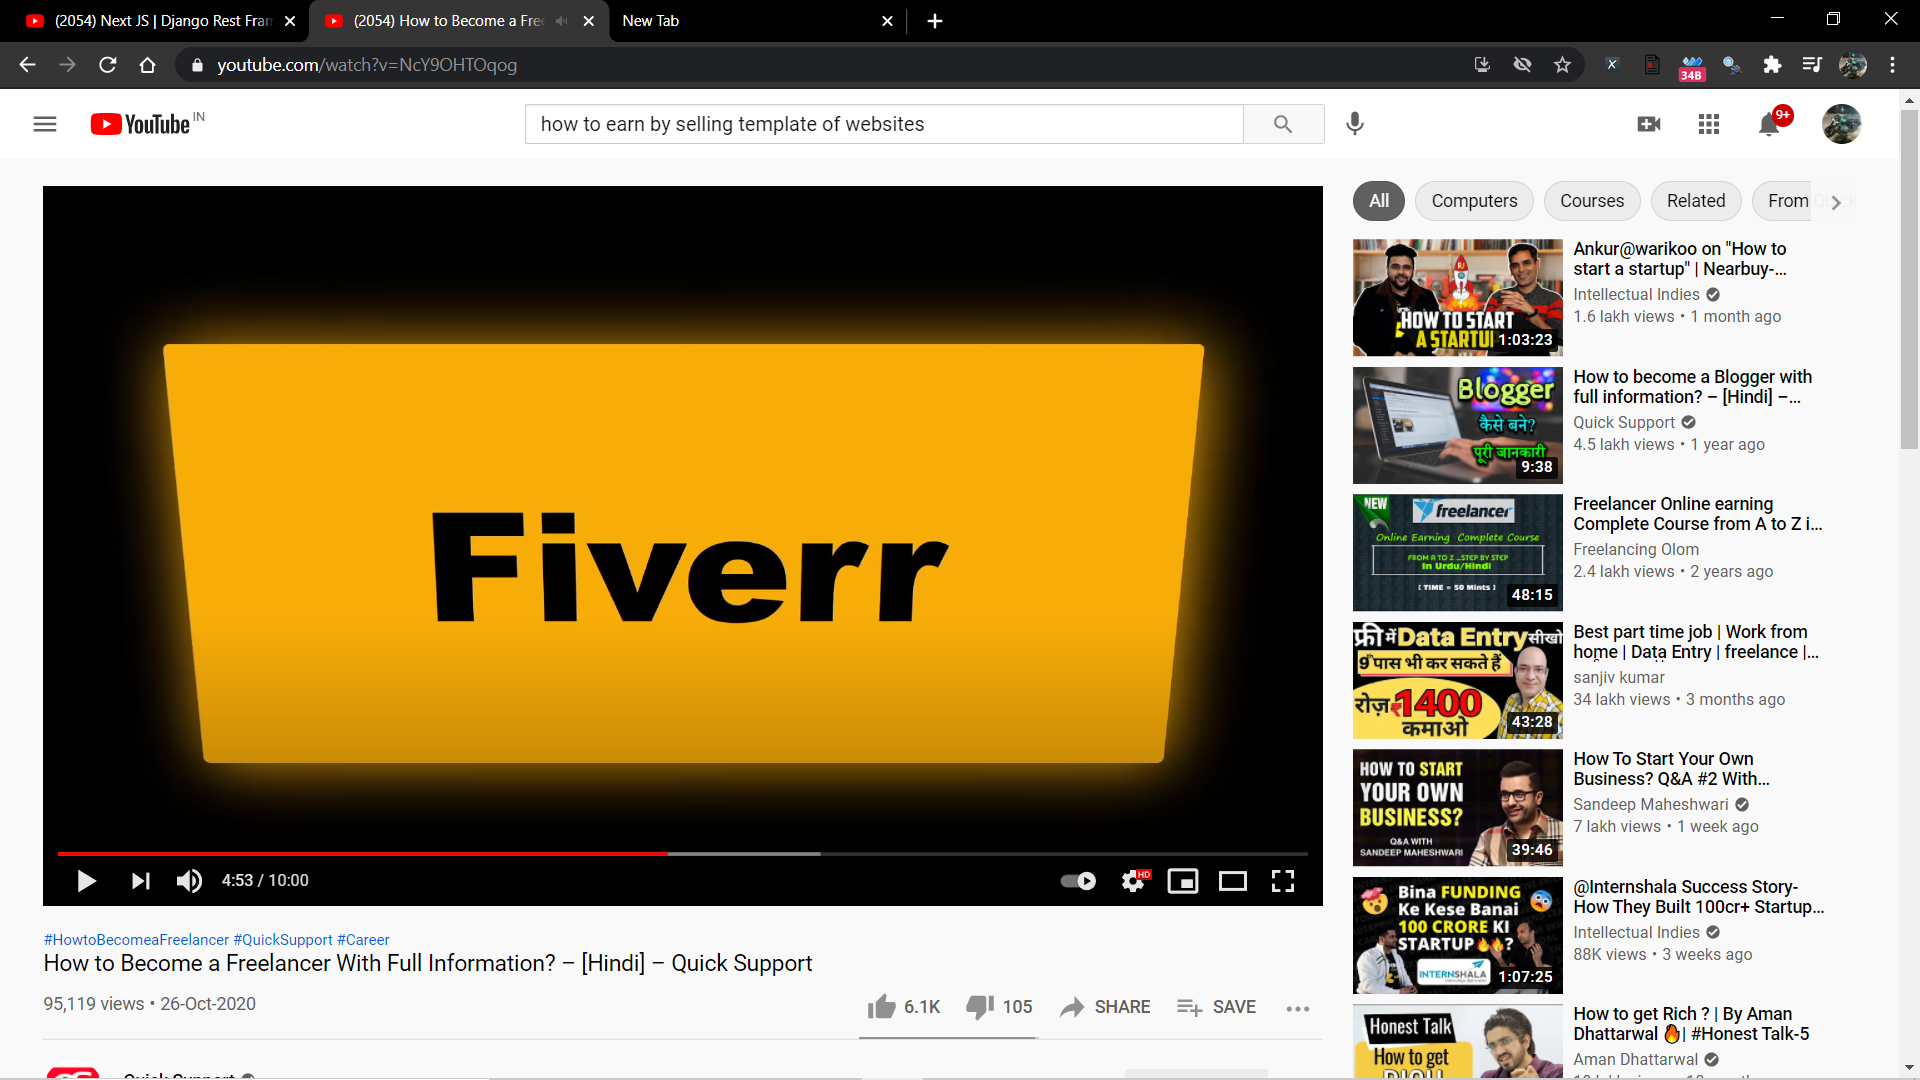 (2054) Next JS | Django Rest Fran
(2054) How to Become a Fre
New Tab
youtube.com/watch?v=NcY9OHTOqog
34B
YouTube IN
how to earn by selling template of websites
9+
Fiverr
4:53 / 10:00
HD
#HowtoBecomeaFreelancer #QuickSupport #Career
How to Become a Freelancer With Full Information? – [Hindi] – Quick Support
95,119 views • 26-Oct-2020
6.1K
105
SHARE
SAVE
Quick Support
All
Computers
Courses
Related
From Quick
HOW TO START
A STARTU
1:03:23
Ankur@warikoo on "How to
start a startup" | Nearbuy-...
Intellectual Indies
1.6 lakh views • 1 month ago
Blogger
कैसे बने?
पूरी जानकारी
9:38
How to become a Blogger with
full information? – [Hindi] –...
Quick Support
4.5 lakh views • 1 year ago
NEW
freelancer
Online Earning Complete Course
FROM A TO Z ...STEP BY STEP
In Urdu/Hindi
[ TIME = 50 Mints ]
48:15
Freelancer Online earning
Complete Course from A to Z i...
Freelancing Olom
2.4 lakh views • 2 years ago
फ्री में Data Entry सीखो
9th पास भी कर सकते हैं
रोज़ ₹1400
कमाओ
43:28
Best part time job | Work from
home | Data Entry | freelance |...
sanjiv kumar
34 lakh views • 3 months ago
HOW TO START
YOUR OWN
BUSINESS?
Q&A WITH
SANDEEP MAHESHWARI
39:46
How To Start Your Own
Business? Q&A #2 With...
Sandeep Maheshwari
7 lakh views • 1 week ago
Bina FUNDING
Ke Kese Banai
100 CRORE KI
STARTUP ?
INTERNSHALA
1:07:25
@Internshala Success Story-
How They Built 100cr+ Startup...
Intellectual Indies
88K views • 3 weeks ago
Honest Talk
How to get
RICH
How to get Rich ? | By Aman
Dhattarwal 🔥| #Honest Talk-5
Aman Dhattarwal